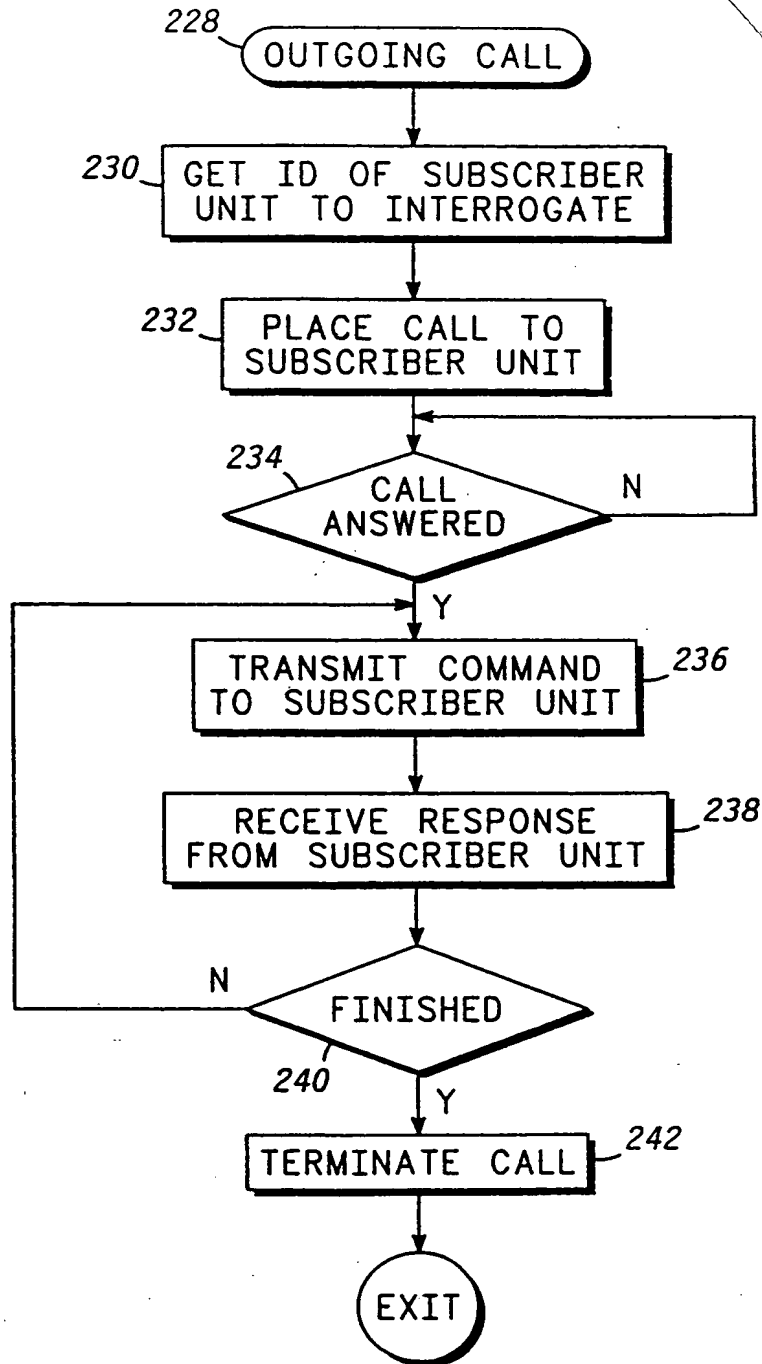 228
OUTGOING CALL
230
GET ID OF SUBSCRIBER
UNIT TO INTERROGATE
232
PLACE CALL TO
SUBSCRIBER UNIT
234
CALL
ANSWERED
N
Y
TRANSMIT COMMAND
TO SUBSCRIBER UNIT
236
RECEIVE RESPONSE
FROM SUBSCRIBER UNIT
238
N
FINISHED
240
Y
TERMINATE CALL
242
EXIT